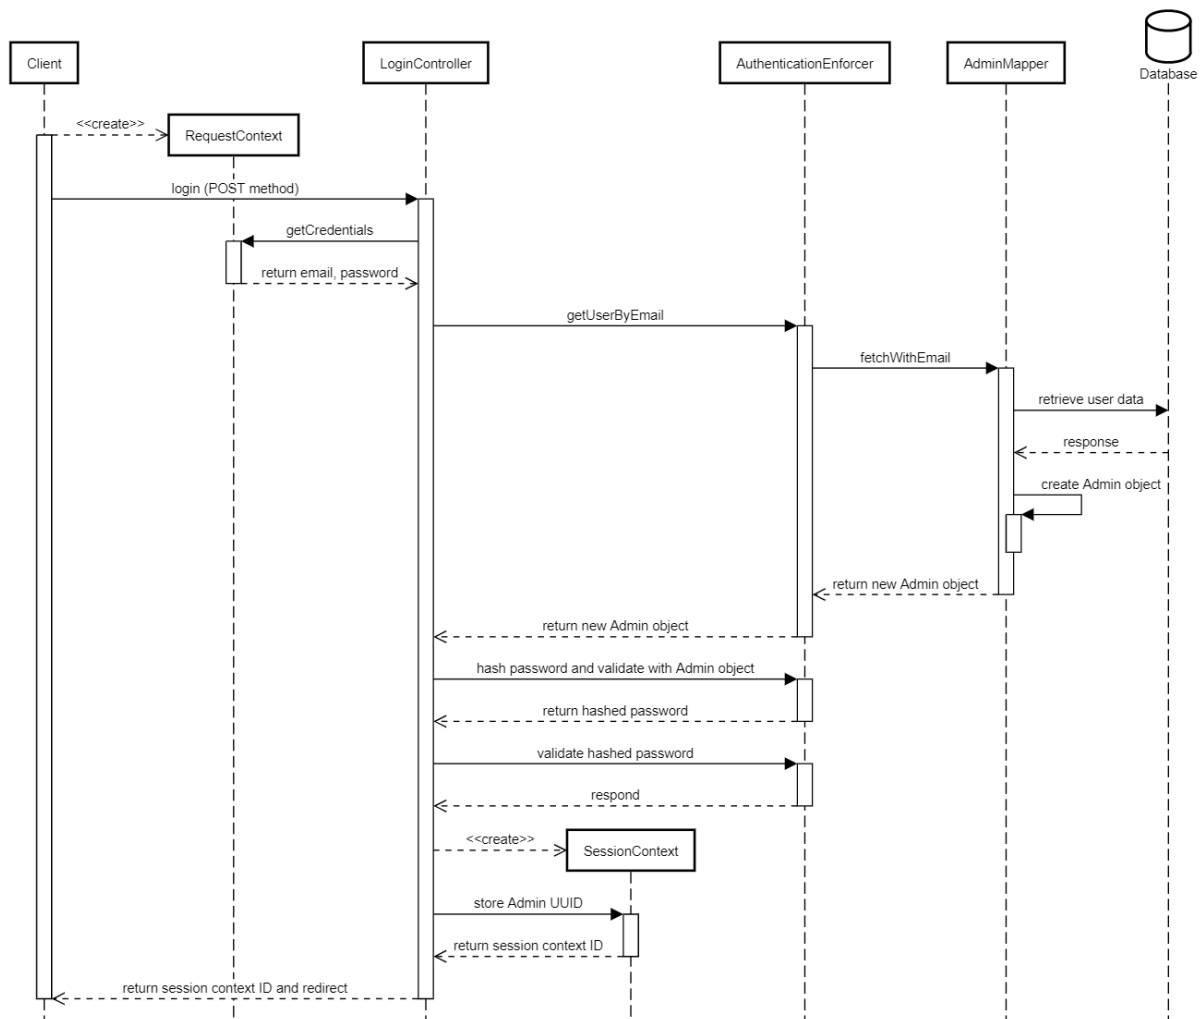 Client
LoginController
AuthenticationEnforcer
AdminMapper
Database
<<create>>
RequestContext
login (POST method)
getCredentials
return email, password
getUserByEmail
fetchWithEmail
retrieve user data
response
create Admin object
return new Admin object
return new Admin object
hash password and validate with Admin object
return hashed password
validate hashed password
respond
<<create>>
SessionContext
store Admin UUID
return session context ID
return session context ID and redirect